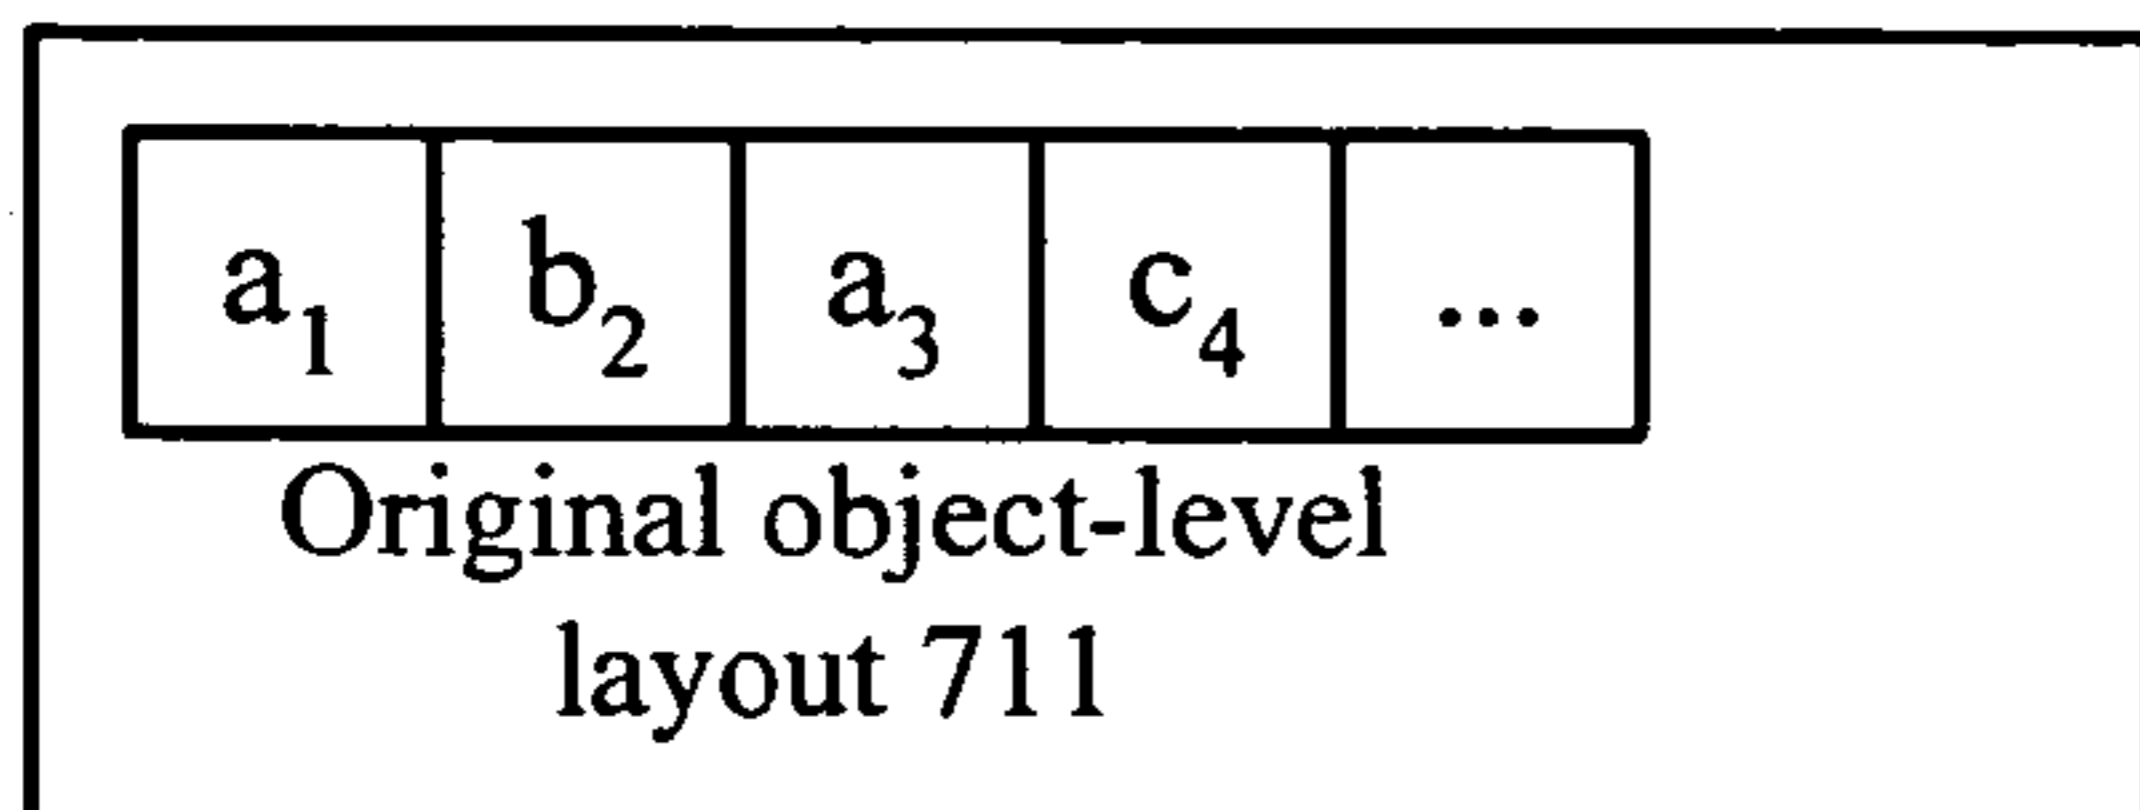 a₁ b₂ a₃ c₄ ...
Original object-level
layout 711